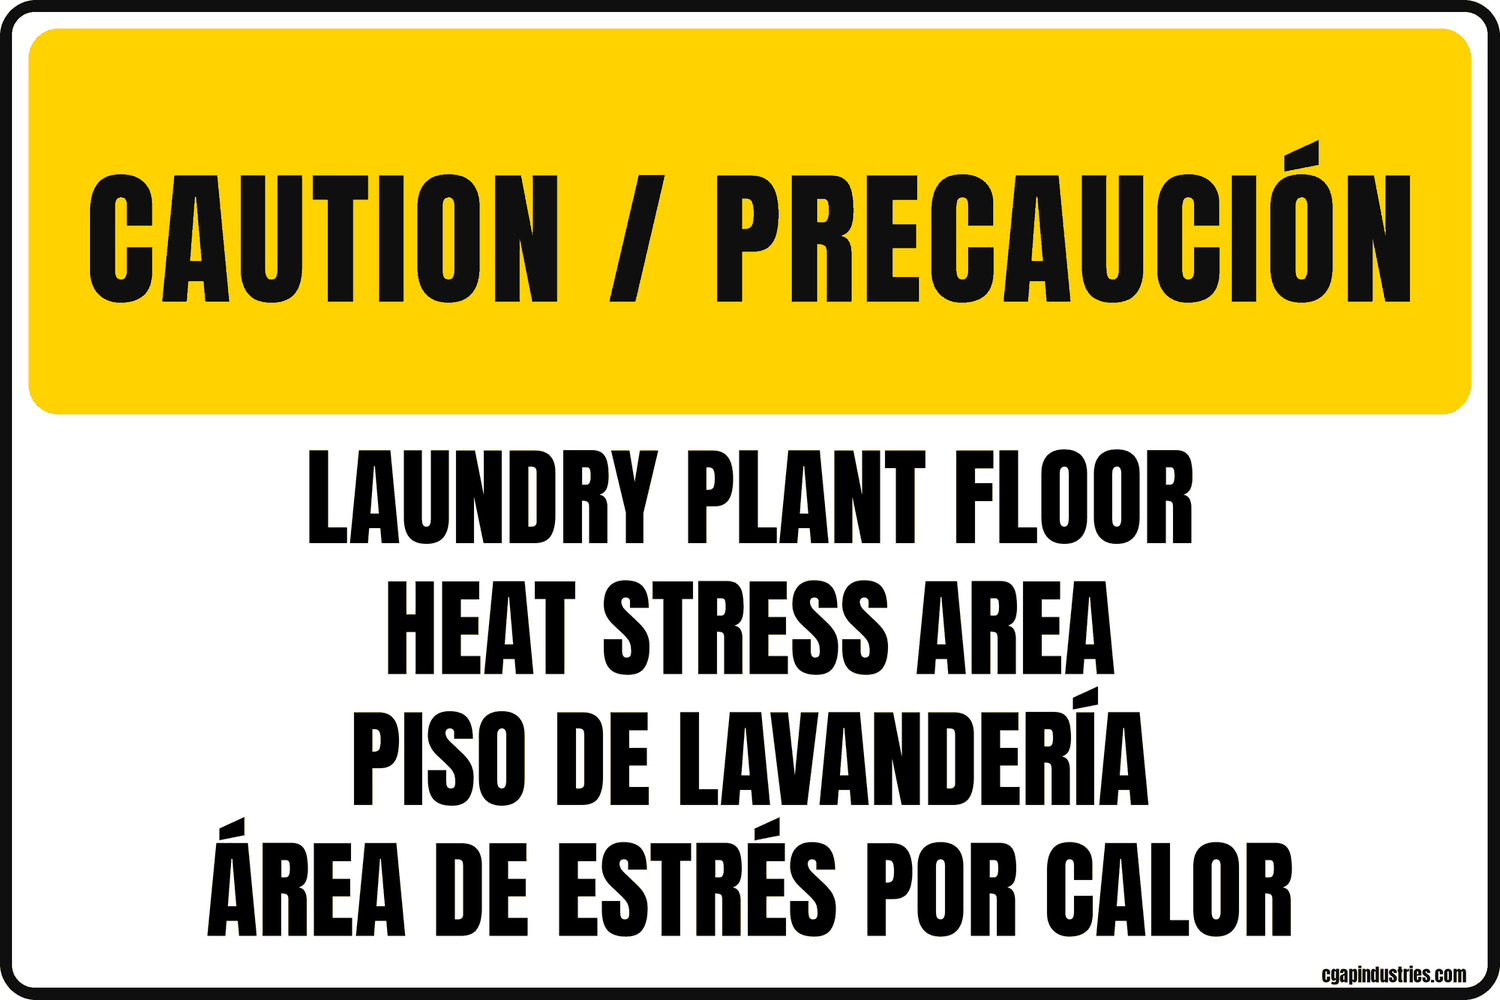 CAUTION / PRECAUCIÓN
LAUNDRY PLANT FLOOR
HEAT STRESS AREA
PISO DE LAVANDERÍA
ÁREA DE ESTRÉS POR CALOR
cgapindustries.com